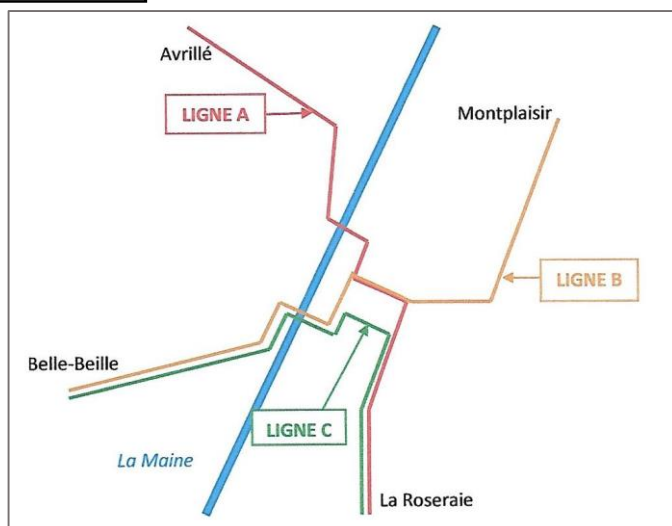 Avrillé
LIGNE A
Montplaisir
LIGNE B
Belle-Beille
LIGNE C
La Maine
La Roseraie